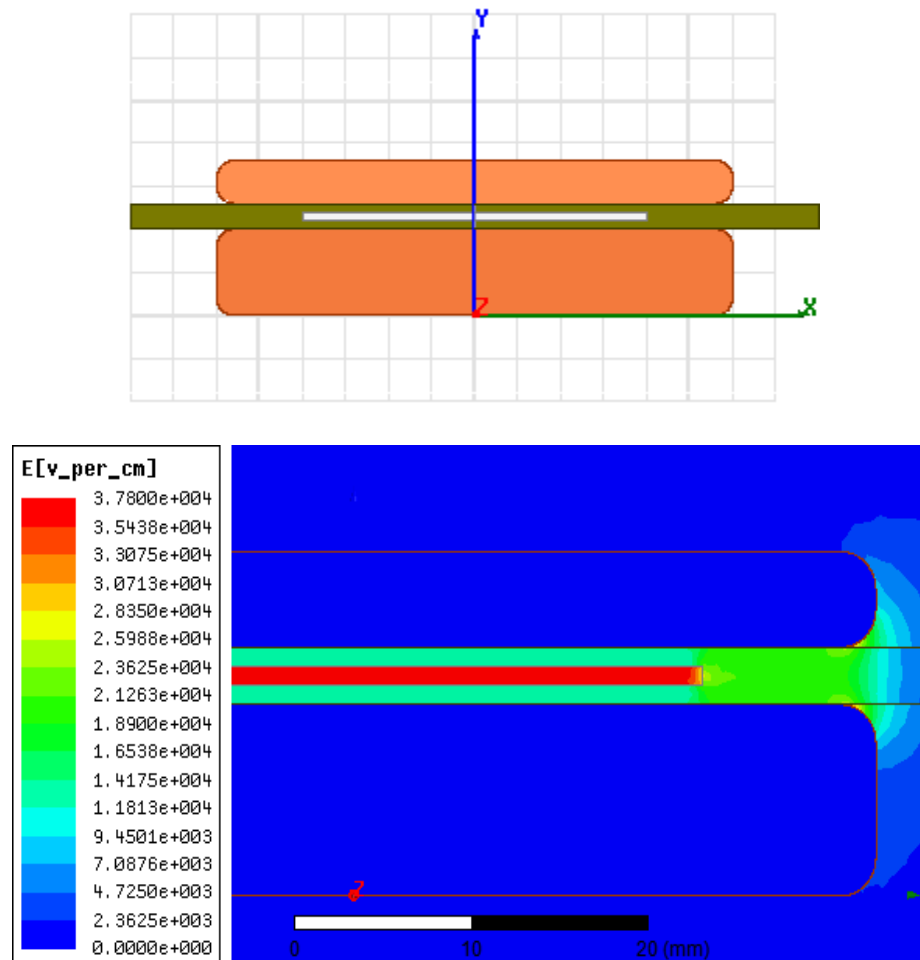 Y
Z
X
E[v_per_cm]
3.7800e+004
3.5438e+004
3.3075e+004
3.0713e+004
2.8350e+004
2.5988e+004
2.3625e+004
2.1263e+004
1.8900e+004
1.6538e+004
1.4175e+004
1.1813e+004
9.4501e+003
7.0876e+003
4.7250e+003
2.3625e+003
0.0000e+000
Z
0 10 20 (mm)